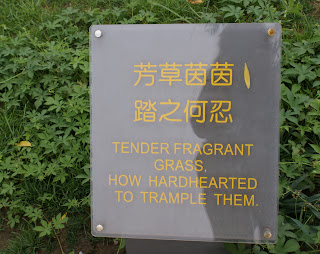 芳草茵茵
踏之何忍
TENDER FRAGRANT
GRASS,
HOW HARDHEARTED
TO TRAMPLE THEM.